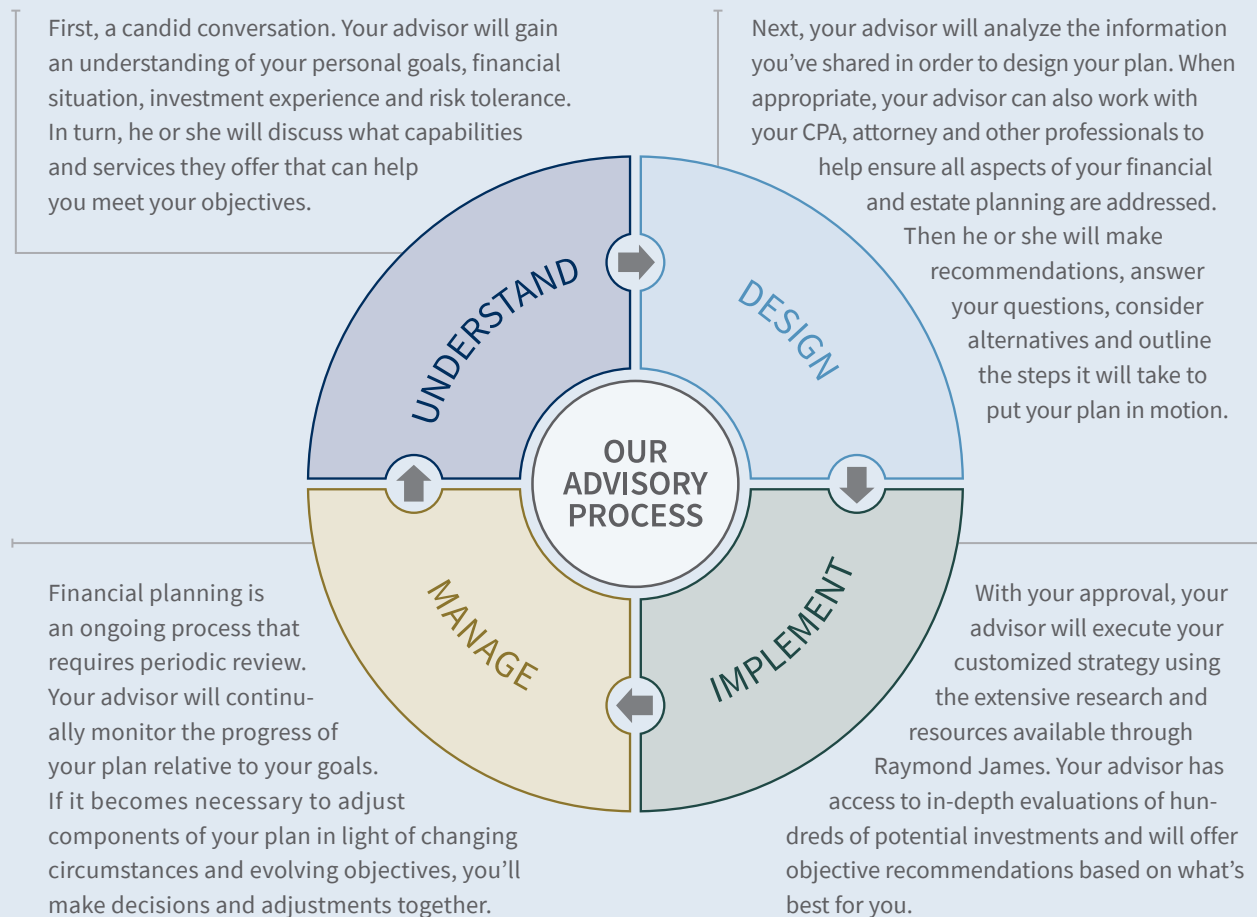 First, a candid conversation. Your advisor will gain
an understanding of your personal goals, financial
situation, investment experience and risk tolerance.
In turn, he or she will discuss what capabilities
and services they offer that can help
you meet your objectives.
Next, your advisor will analyze the information
you’ve shared in order to design your plan. When
appropriate, your advisor can also work with
your CPA, attorney and other professionals to
help ensure all aspects of your financial
and estate planning are addressed.
Then he or she will make
recommendations, answer
your questions, consider
alternatives and outline
the steps it will take to
put your plan in motion.
UNDERSTAND
DESIGN
OUR
ADVISORY
PROCESS
MANAGE
IMPLEMENT
Financial planning is
an ongoing process that
requires periodic review.
Your advisor will continu-
ally monitor the progress of
your plan relative to your goals.
If it becomes necessary to adjust
components of your plan in light of changing
circumstances and evolving objectives, you’ll
make decisions and adjustments together.
With your approval, your
advisor will execute your
customized strategy using
the extensive research and
resources available through
Raymond James. Your advisor has
access to in-depth evaluations of hun-
dreds of potential investments and will offer
objective recommendations based on what’s
best for you.